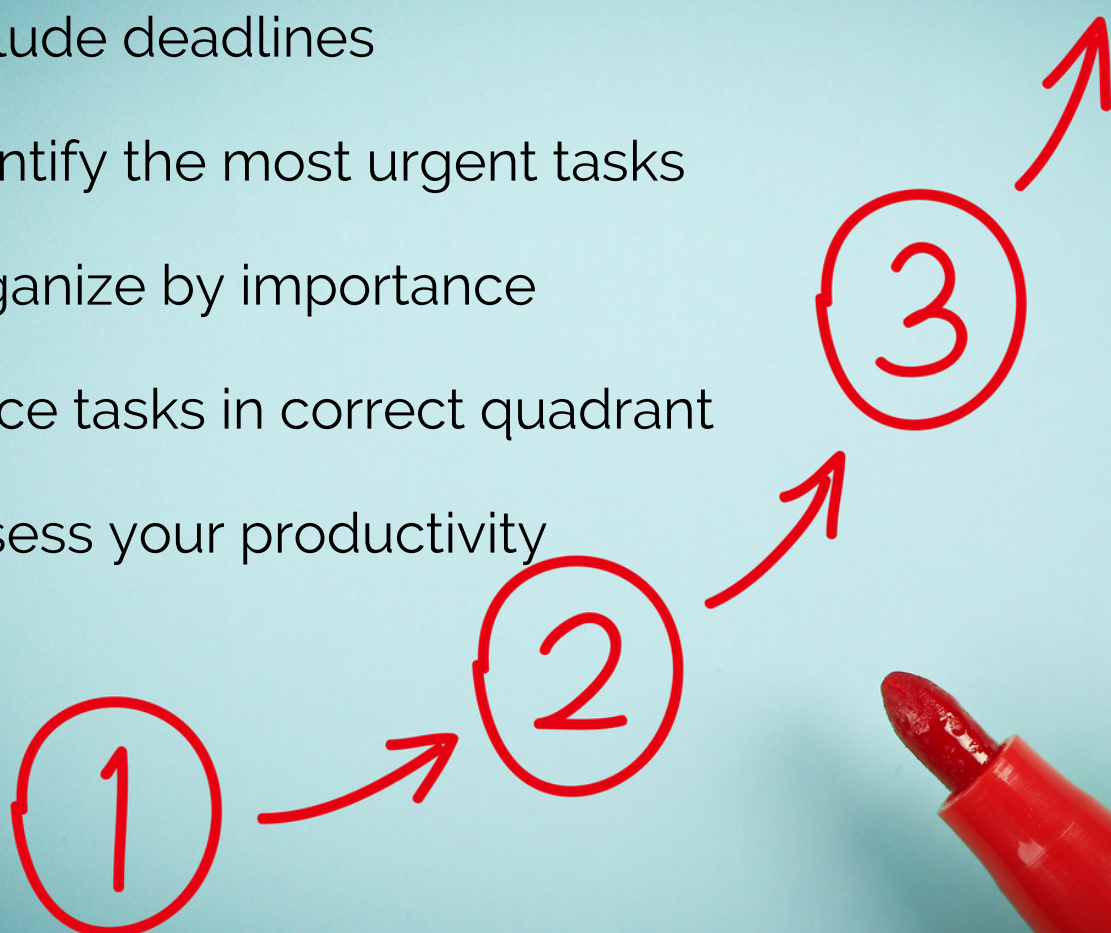 lude deadlines
ntify the most urgent tasks
ganize by importance
ce tasks in correct quadrant
sess your productivity
3
2
1